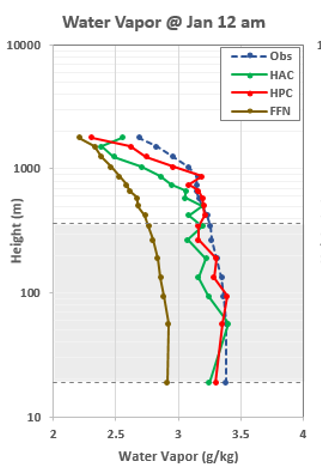 Water Vapor @ Jan 12 am
10000
1
Obs
HAC
HPC
FFN
1000
Height (m)
100
10
2
2.5
3
3.5
4
Water Vapor (g/kg)